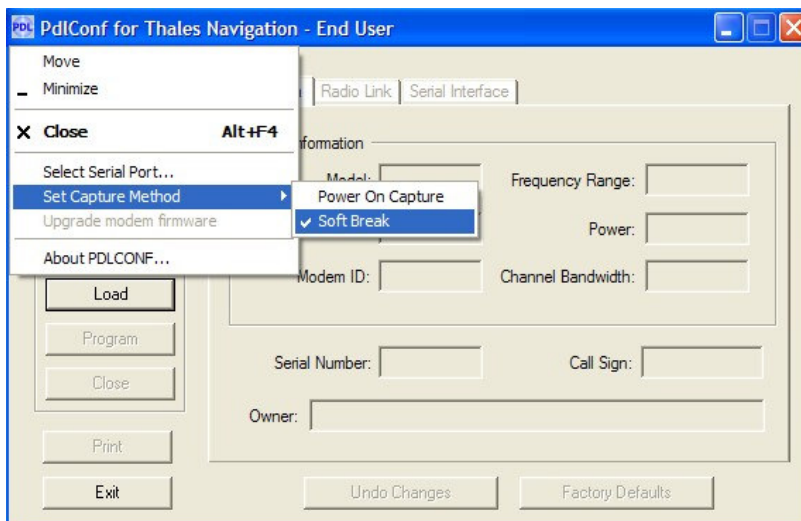 PDL PdlConf for Thales Navigation - End User
Move
Minimize
Close Alt+F4
Select Serial Port...
Set Capture Method
Upgrade modem firmware
About PDLCONF...
Power On Capture
Soft Break
Radio Link Serial Interface
Model: Frequency Range:
Power:
Modem ID: Channel Bandwidth:
Load
Program
Close
Serial Number: Call Sign:
Owner:
Print
Exit Undo Changes Factory Defaults